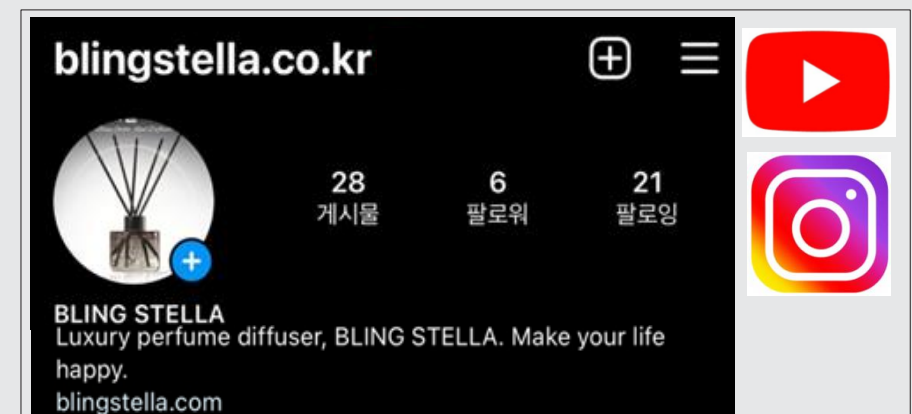 blingstella.co.kr
28
게시물
6
팔로워
21
팔로잉
BLING STELLA
Luxury perfume diffuser, BLING STELLA. Make your life
happy.
blingstella.com